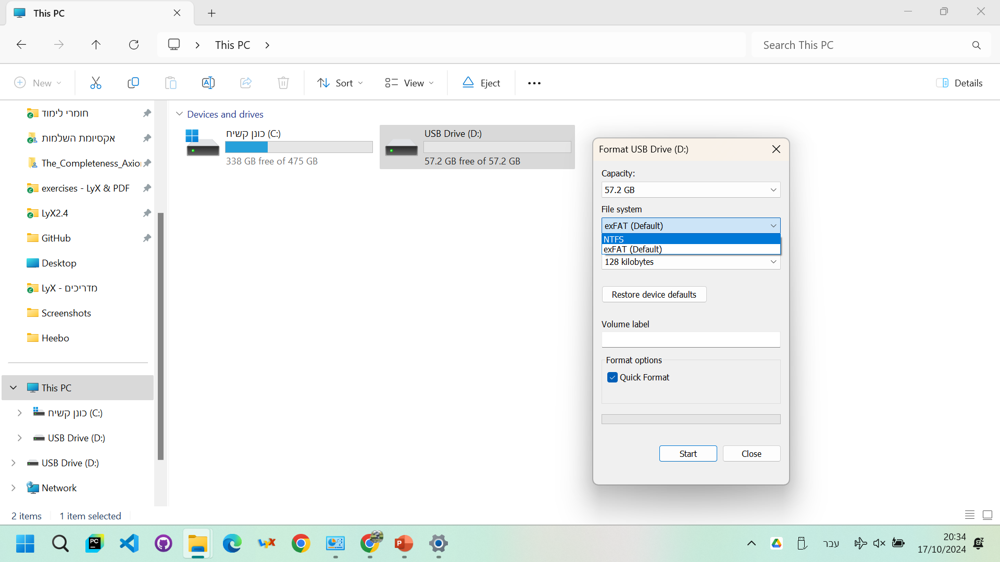 This PC
This PC
Search This PC
New
Sort
View
Eject
Details
חומרי לימוד
אקסיומת השלמות
The_Completeness_Axio
exercises - LyX & PDF
LyX2.4
GitHub
Desktop
LyX - מדריכים
Screenshots
Heebo
This PC
כונן קשיח (C:)
USB Drive (D:)
USB Drive (D:)
Network
Devices and drives
כונן קשיח (C:)
338 GB free of 475 GB
USB Drive (D:)
57.2 GB free of 57.2 GB
Format USB Drive (D:)
Capacity:
57.2 GB
File system
exFAT (Default)
NTFS
exFAT (Default)
128 kilobytes
Restore device defaults
Volume label
Format options
Quick Format
Start
Close
2 items
1 item selected
PC
LYX
P
עבר
20:34
17/10/2024